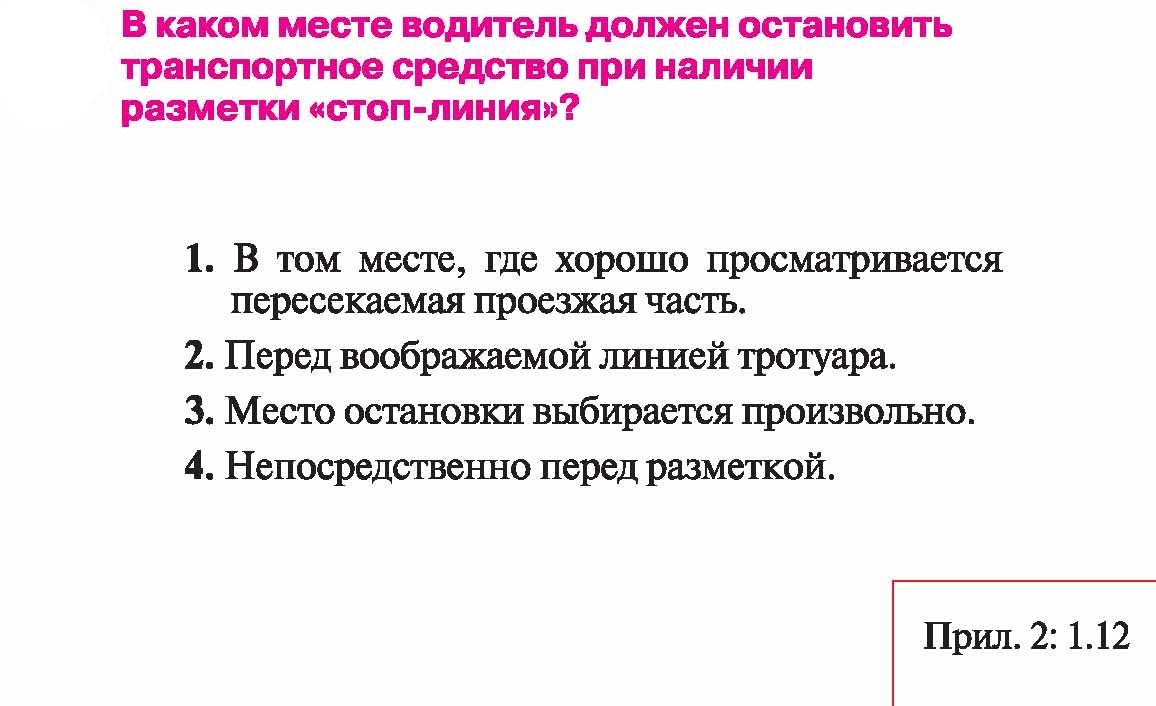 В каком месте водитель должен остановить
транспортное средство при наличии
разметки «стоп-линия»?
1. В том месте, где хорошо просматривается
пересекаемая проезжая часть.
2. Перед воображаемой линией тротуара.
3. Место остановки выбирается произвольно.
4. Непосредственно перед разметкой.
Прил. 2: 1.12